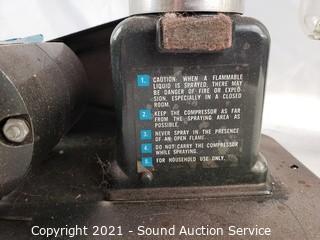 1. CAUTION: WHEN A FLAMMABLE
LIQUID IS SPRAYED, THERE MAY
BE DANGER OF FIRE OR EXPLO-
SION, ESPECIALLY IN A CLOSED
ROOM.
2. KEEP THE COMPRESSOR AS FAR
FROM THE SPRAYING AREA AS
POSSIBLE.
3. NEVER SPRAY IN THE PRESENCE
OF AN OPEN FLAME.
4. DO NOT CARRY THE COMPRESSOR
WHILE SPRAYING.
5. FOR HOUSEHOLD USE ONLY.
Copyright 2021 - Sound Auction Service